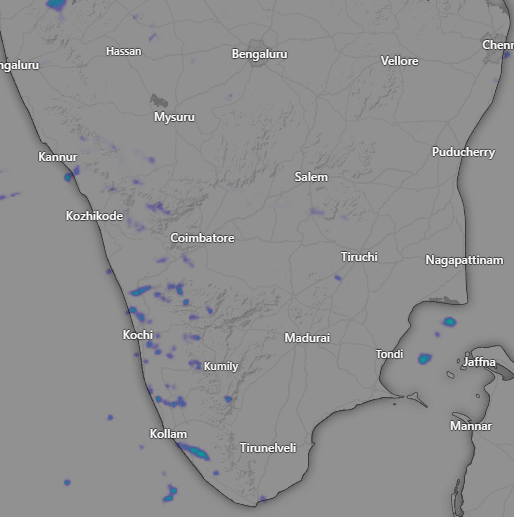 Hassan
Bengaluru
Chenn
ngaluru
Vellore
Mysuru
Kannur
Puducherry
Salem
Kozhikode
Coimbatore
Tiruchi
Nagapattinam
Kochi
Madurai
Tondi
Kumily
Jaffna
Mannar
Kollam
Tirunelveli